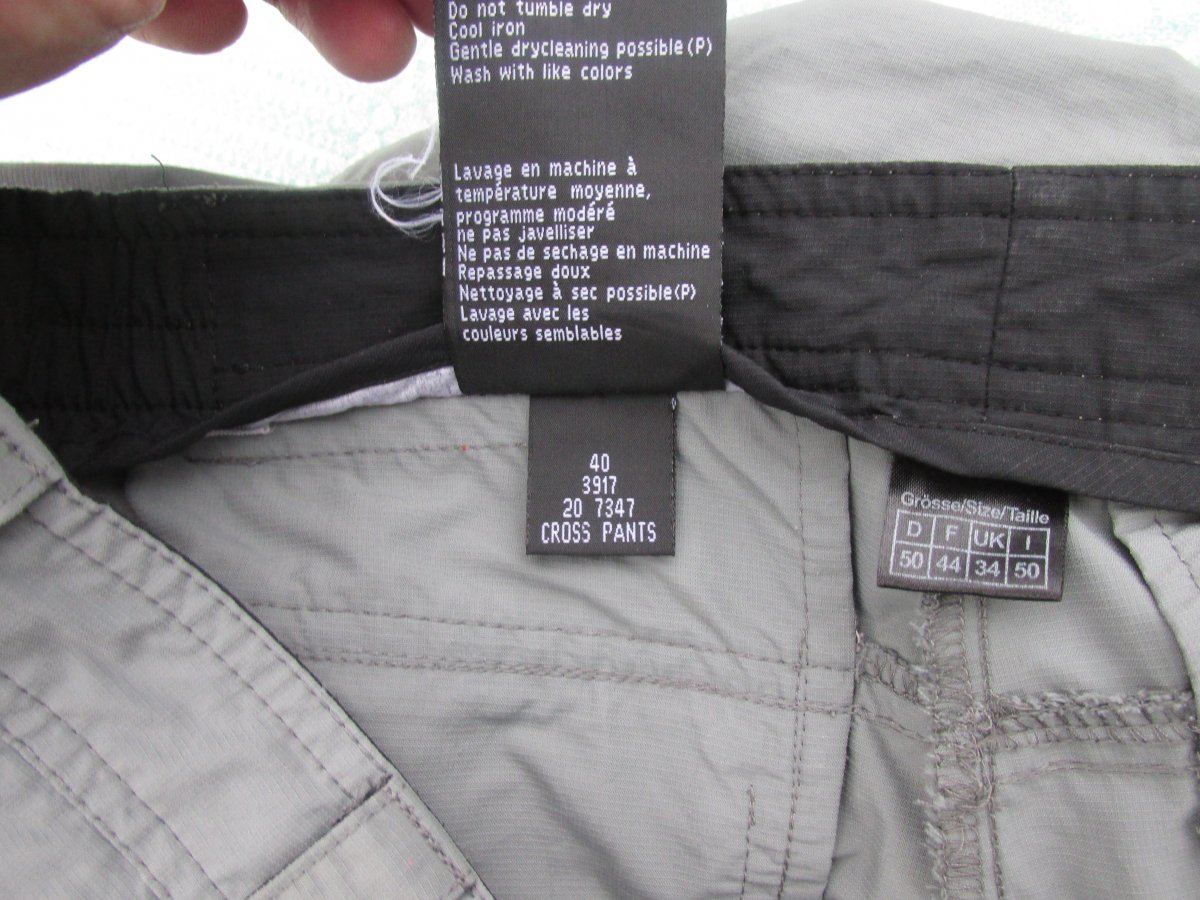 Do not tumble dry
Cool iron
Gentle drycleaning possible(P)
Wash with like colors
Lavage en machine à
température moyenne,
programme modéré
ne pas javelliser
Ne pas de sechage en machine
Repassage doux
Nettoyage à sec possible(P)
Lavage avec les
couleurs semblables
40
3917
20 7347
CROSS PANTS
Grösse/Size/Taille
D F UK I
50 44 34 50